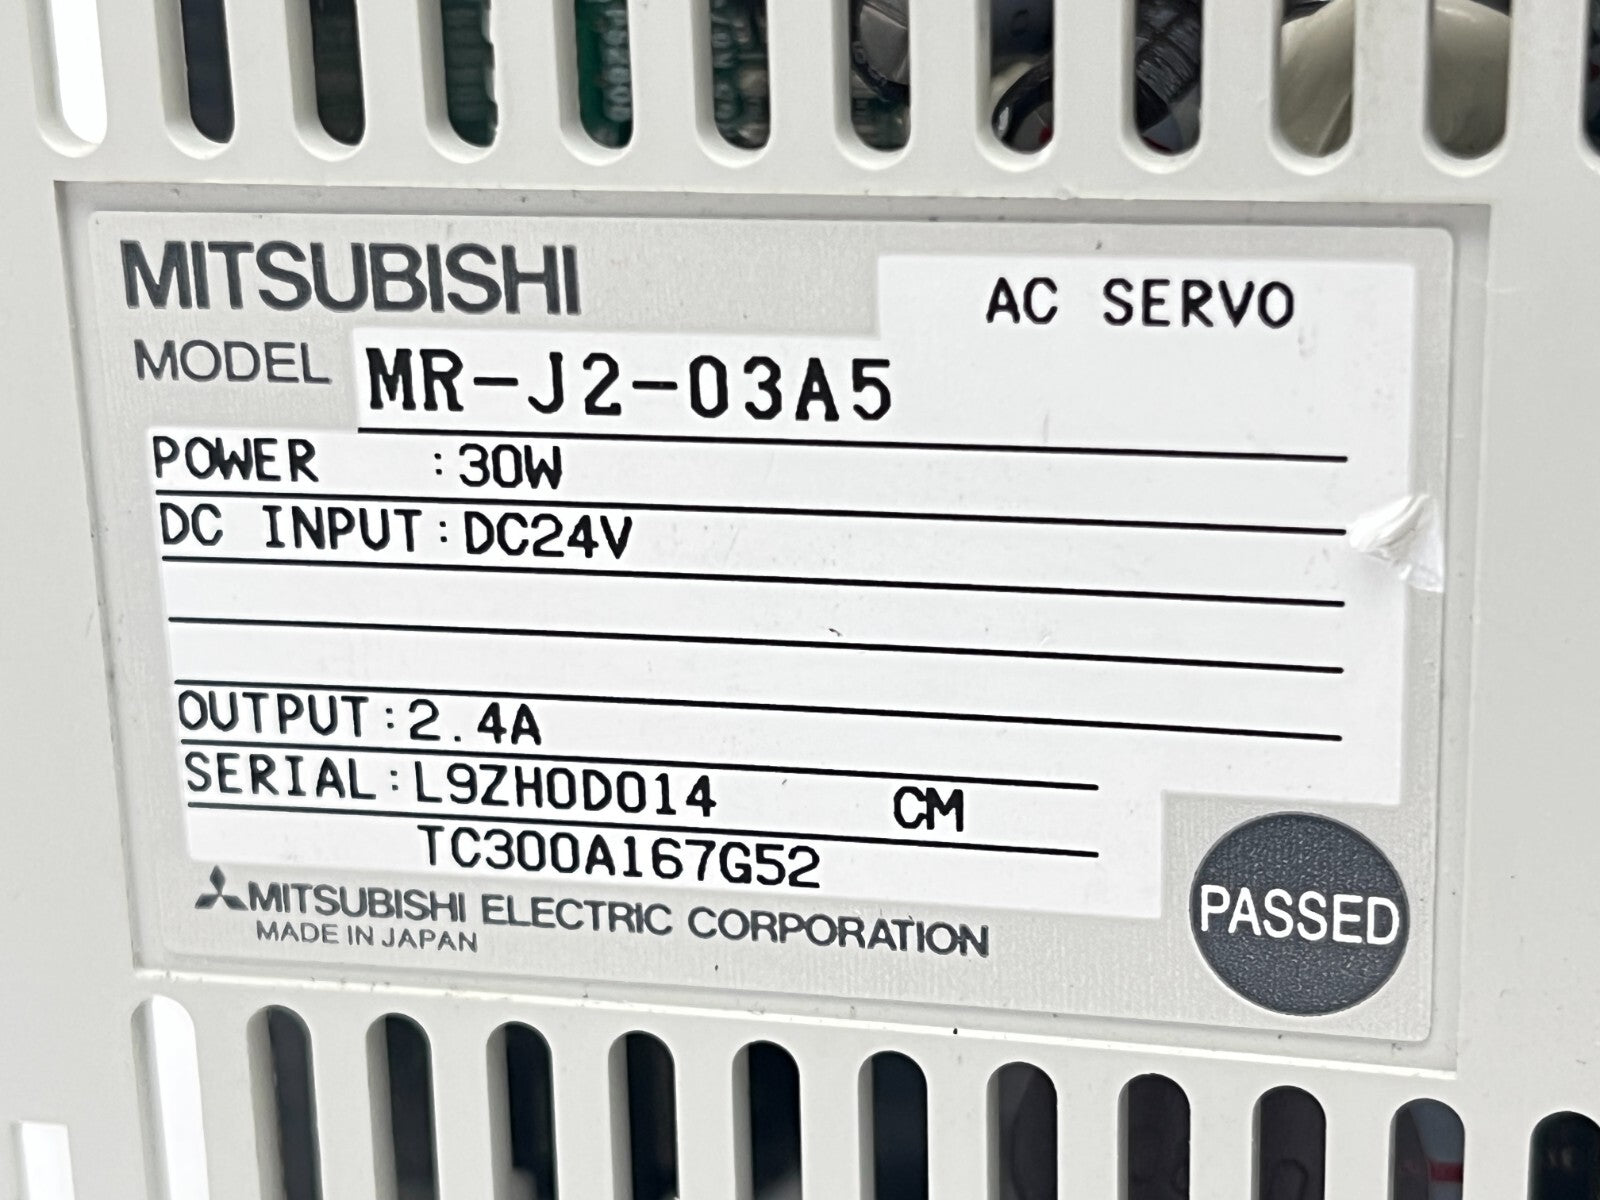 MITSUBISHI
AC SERVO
MODEL MR-J2-03A5
POWER :30W
DC INPUT:DC24V
OUTPUT:2.4A
SERIAL:L9ZH0D014 CM
TC300A167G52
MITSUBISHI ELECTRIC CORPORATION
MADE IN JAPAN
PASSED